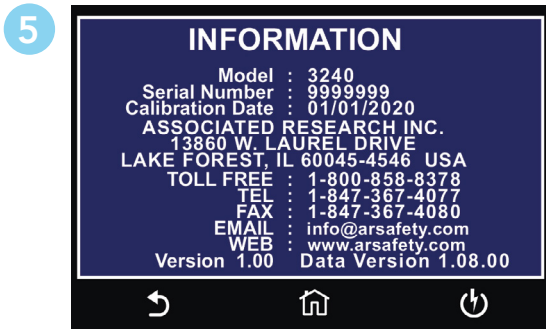 5
INFORMATION
Model : 3240
Serial Number : 9999999
Calibration Date : 01/01/2020
ASSOCIATED RESEARCH INC.
13860 W. LAUREL DRIVE
LAKE FOREST, IL 60045-4546 USA
TOLL FREE : 1-800-858-8378
TEL : 1-847-367-4077
FAX : 1-847-367-4080
EMAIL : info@arsafety.com
WEB : www.arsafety.com
Version 1.00 Data Version 1.08.00